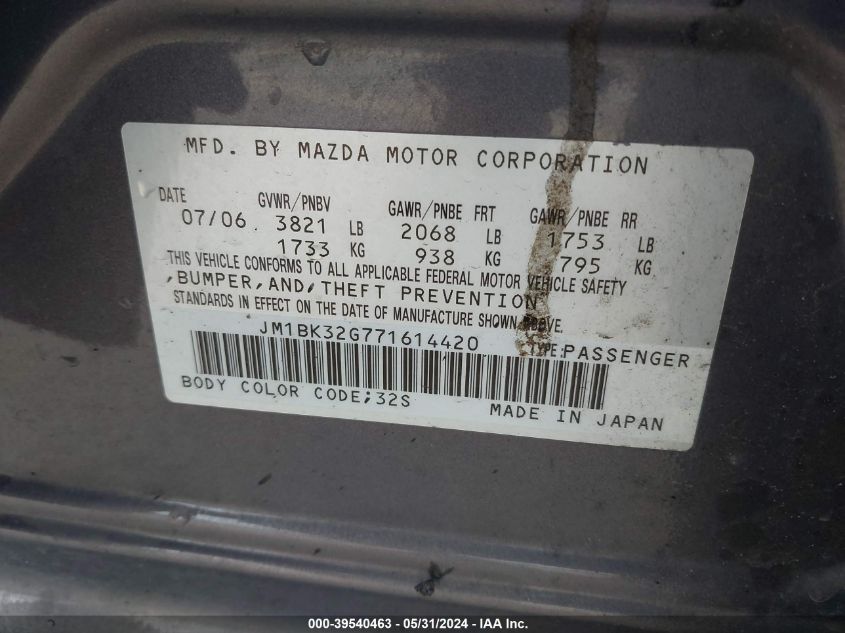 MFD. BY MAZDA MOTOR CORPORATION
DATE GVWR/PNBV GAWR/PNBE FRT GAWR/PNBE RR
07/06 3821 LB 2068 LB 1753 LB
1733 KG 938 KG 795 KG
THIS VEHICLE CONFORMS TO ALL APPLICABLE FEDERAL MOTOR VEHICLE SAFETY
,BUMPER,AND,THEFT PREVENTION
STANDARDS IN EFFECT ON THE DATE OF MANUFACTURE SHOWN ABOVE.
JM1BK32G771614420 TYPE:PASSENGER
BODY COLOR CODE;32S MADE IN JAPAN
000-39540463 - 05/31/2024 - IAA Inc.